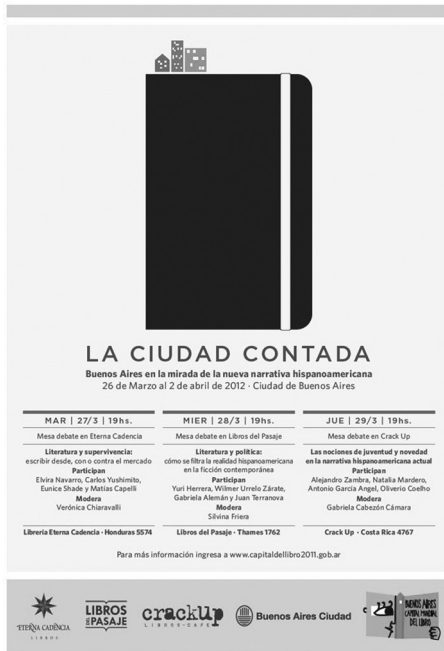 LA CIUDAD CONTADA
Buenos Aires en la mirada de la nueva narrativa hispanoamericana
26 de Marzo al 2 de abril de 2012 · Ciudad de Buenos Aires
MAR | 27/3 | 19hs.
Mesa debate en Eterna Cadencia
Literatura y supervivencia:
escribir desde, con o contra el mercado
Participan
Elvira Navarro, Carlos Yushimito,
Eunice Shade y Matías Capelli
Modera
Verónica Chiaravalli
Librería Eterna Cadencia · Honduras 5574
MIER | 28/3 | 19hs.
Mesa debate en Libros del Pasaje
Literatura y política:
cómo se filtra la realidad hispanoamericana
en la ficción contemporánea
Participan
Yuri Herrera, Wilmer Urrelo Zárate,
Gabriela Alemán y Juan Terranova
Modera
Silvina Friera
Libros del Pasaje · Thames 1762
JUE | 29/3 | 19hs.
Mesa debate en Crack Up
Las nociones de juventud y novedad
en la narrativa hispanoamericana actual
Participan
Alejandro Zambra, Natalia Mardero,
Antonio García Angel, Oliverio Coelho
Modera
Gabriela Cabezón Cámara
Crack Up · Costa Rica 4767
Para más información ingresa a www.capitaldellibro2011.gob.ar
ETERNA CADENCIA
LIBROS
LIBROS
DEL PASAJE
crackup
LIBROS-CAFE
Buenos Aires Ciudad
BUENOS AIRES
CAPITAL MUNDIAL
DEL LIBRO